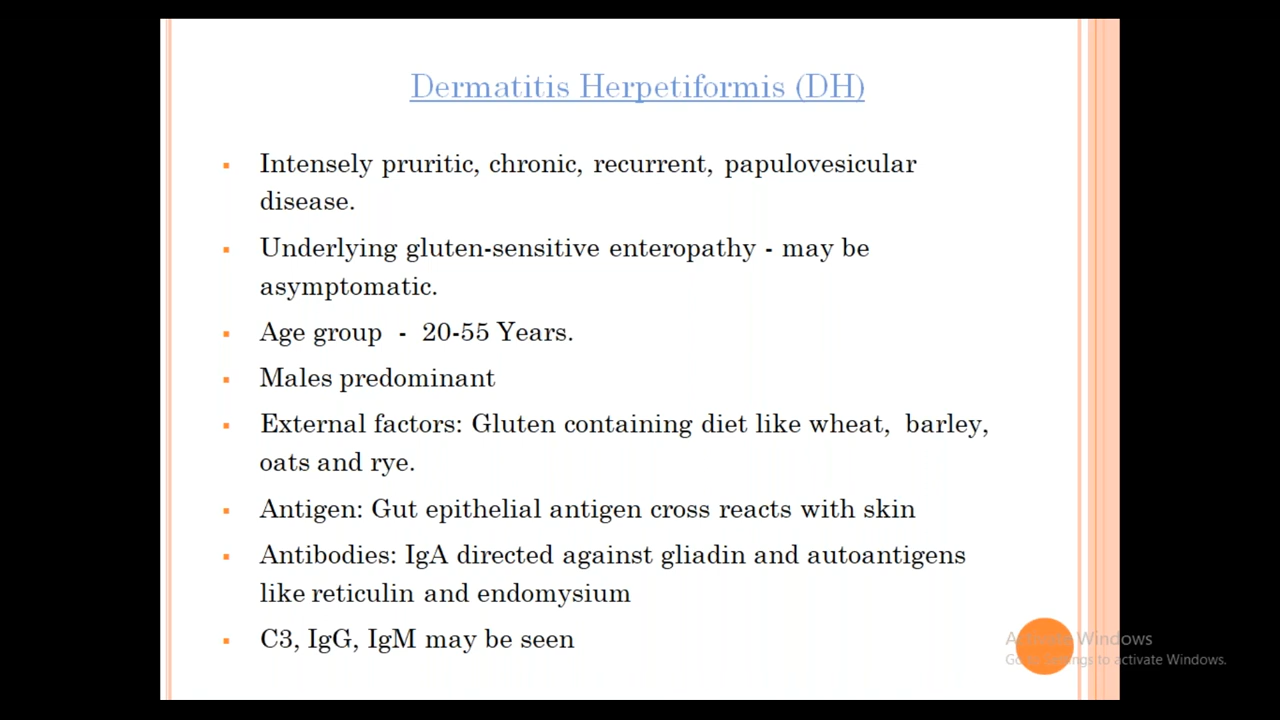 Dermatitis Herpetiformis (DH)
Intensely pruritic, chronic, recurrent, papulovesicular
disease.
Underlying gluten-sensitive enteropathy - may be
asymptomatic.
Age group - 20-55 Years.
Males predominant
External factors: Gluten containing diet like wheat, barley,
oats and rye.
Antigen: Gut epithelial antigen cross reacts with skin
Antibodies: IgA directed against gliadin and autoantigens
like reticulin and endomysium
C3, IgG, IgM may be seen
Activate Windows
Go to Settings to activate Windows.